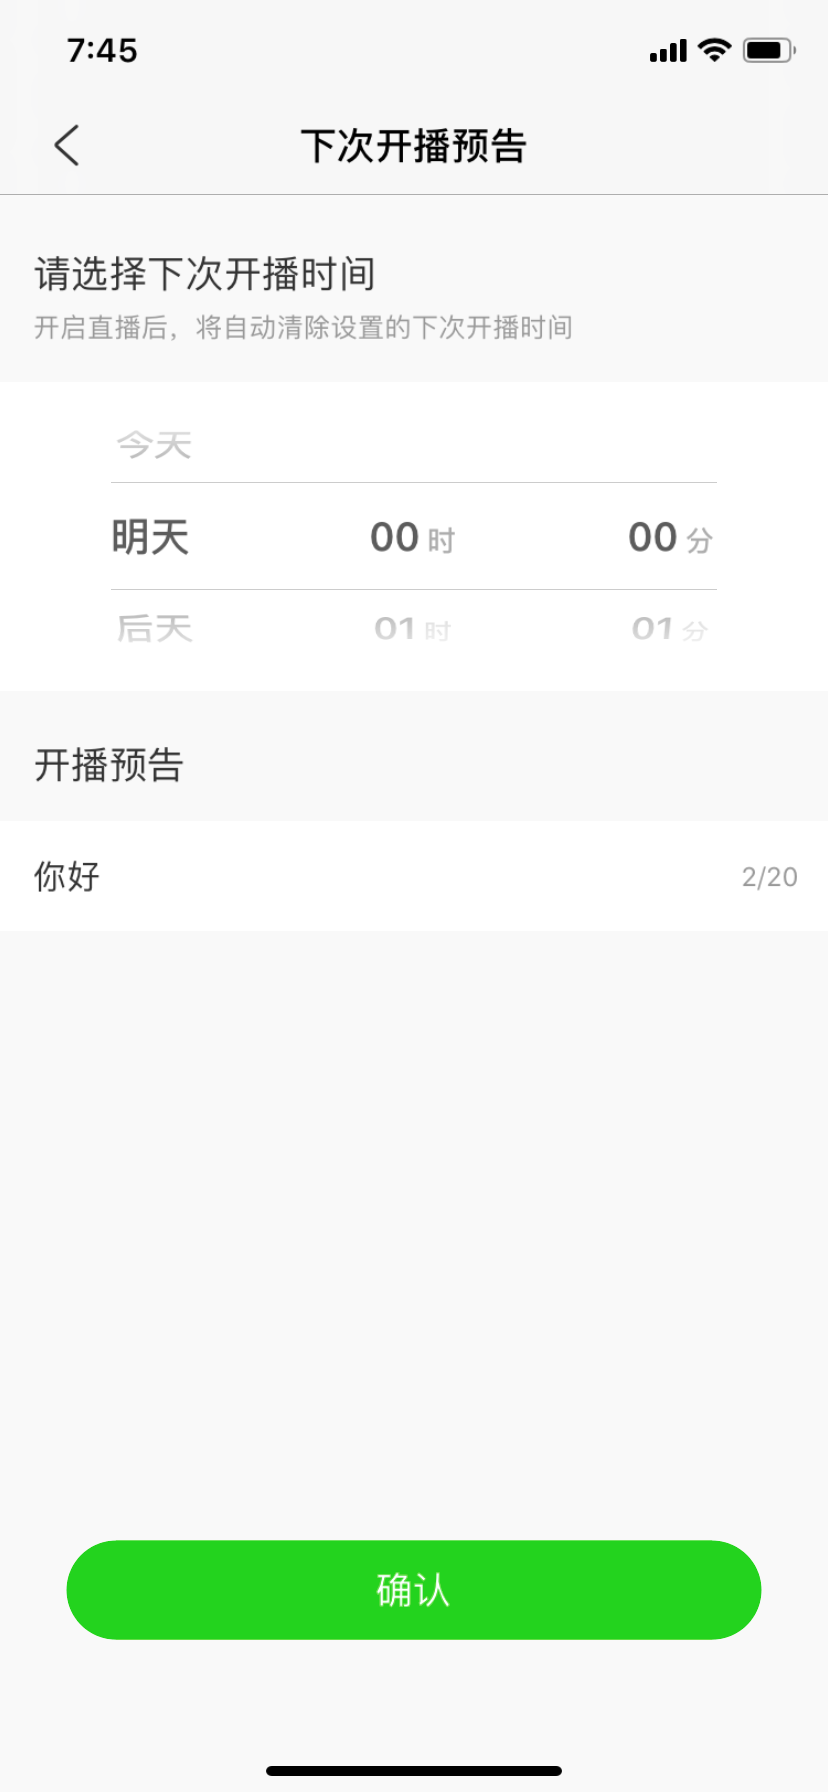 7:45
下次开播预告
请选择下次开播时间
开启直播后，将自动清除设置的下次开播时间
今天
明天 00 时 00 分
后天 01 时 01 分
开播预告
你好 2/20
确认